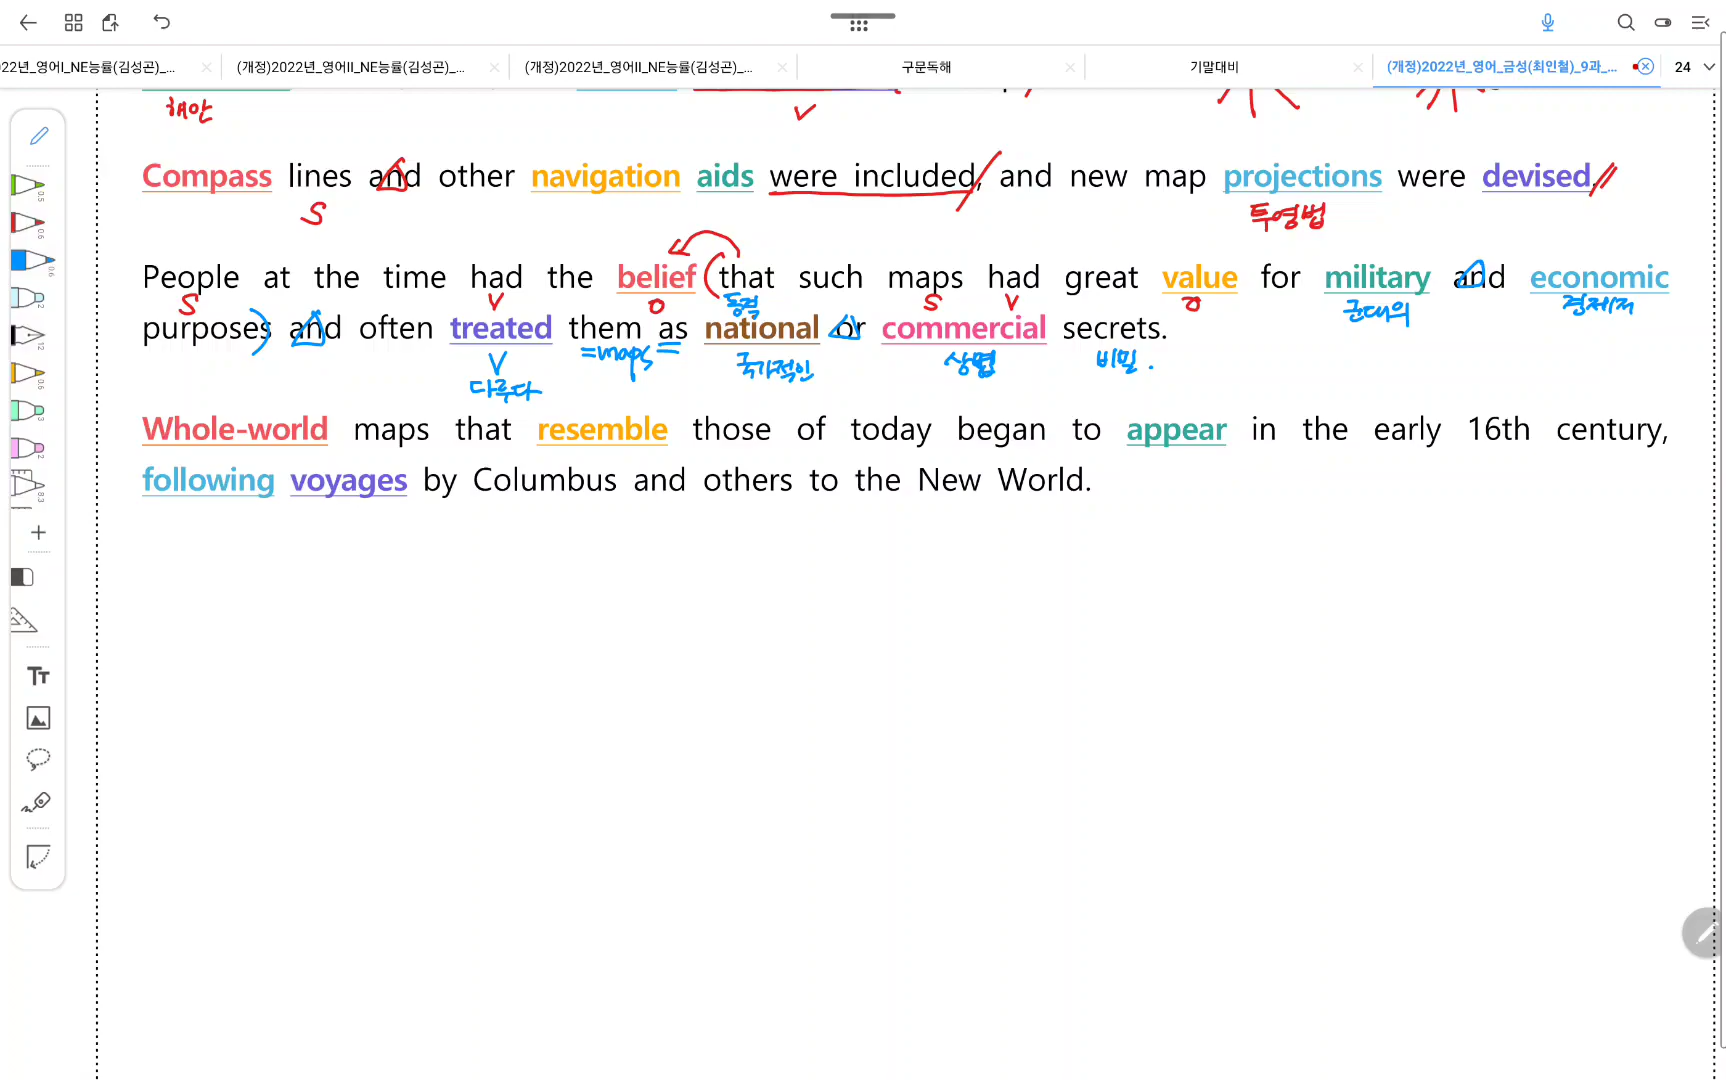 22년_영어I_NE능률(김성곤)_... (개정)2022년_영어II_NE능률(김성곤)_... (개정)2022년_영어II_NE능률(김성곤)_... 구문독해 기말대비 (개정)2022년_영어_금성(최인철)_9과_... 24
해안 V
Compass lines and other navigation aids were included, and new map projections were devised.
S 투영법
People at the time had the belief (that such maps had great value for military and economic
S V O 동격 S V O 군대의 경제적
purposes) and often treated them as national or commercial secrets.
V =maps = 국가적인 상업 비밀.
다루다
Whole-world maps that resemble those of today began to appear in the early 16th century,
following voyages by Columbus and others to the New World.